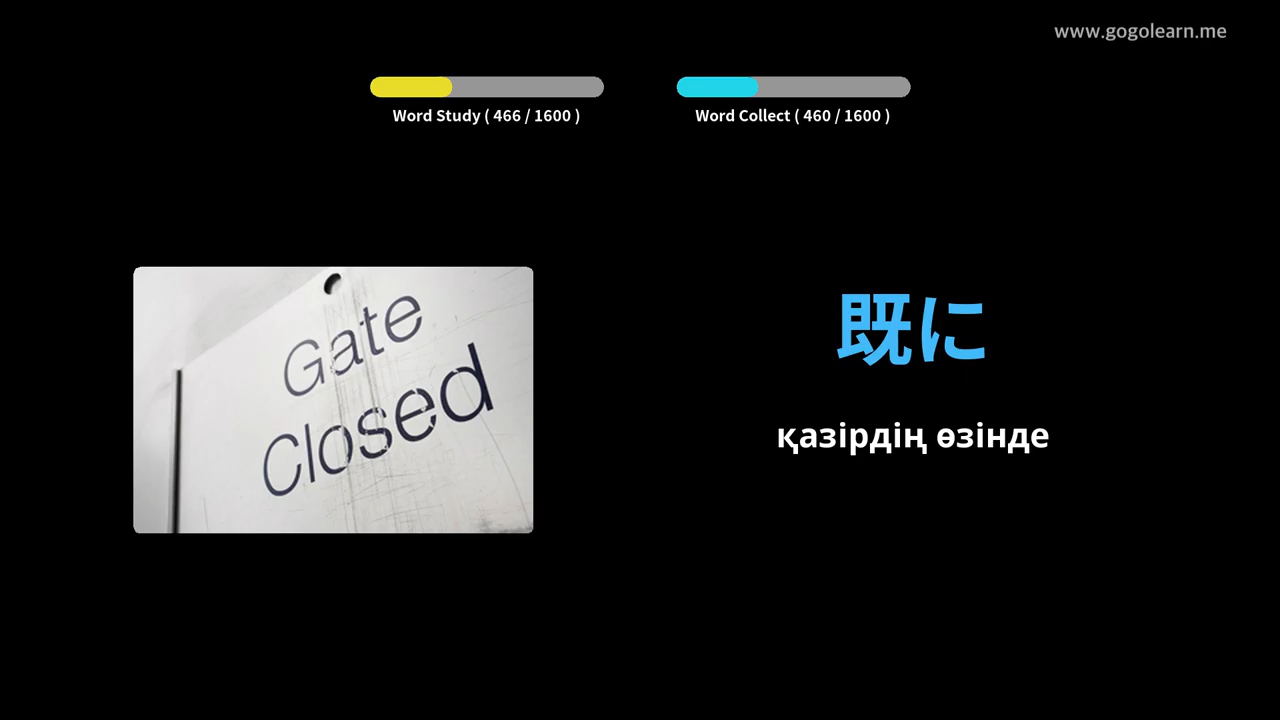 www.gogolearn.me
Word Study ( 466 / 1600 )
Word Collect ( 460 / 1600 )
Gate
Closed
既に
қазірдің өзінде